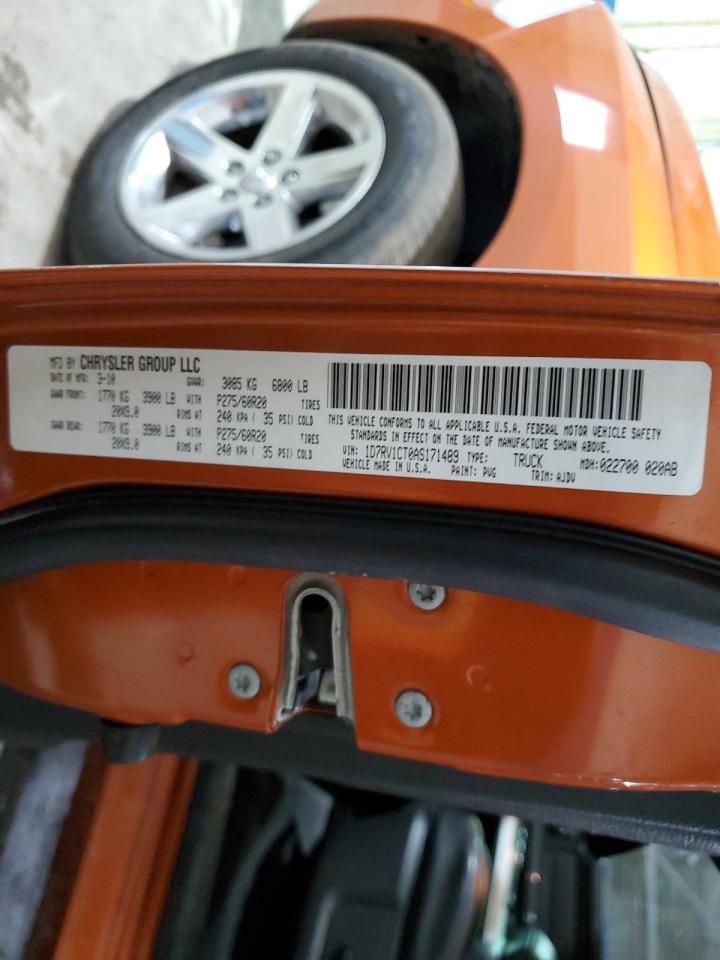 MFD BY CHRYSLER GROUP LLC
DATE OF MFR: 3-10 GVWR: 3085 KG 6800 LB
GAWR FRONT: 1770 KG 3900 LB WITH P275/60R20 TIRES
20X9.0 RIMS AT 240 KPA ( 35 PSI) COLD
GAWR REAR: 1770 KG 3900 LB WITH P275/60R20 TIRES
20X9.0 RIMS AT 240 KPA ( 35 PSI) COLD
THIS VEHICLE CONFORMS TO ALL APPLICABLE U.S.A. FEDERAL MOTOR VEHICLE SAFETY
STANDARDS IN EFFECT ON THE DATE OF MANUFACTURE SHOWN ABOVE.
VIN: 1D7RV1CT0AS171489 TYPE: TRUCK MDH:022700 020AB
VEHICLE MADE IN U.S.A. PAINT: PVG TRIM: AJDV